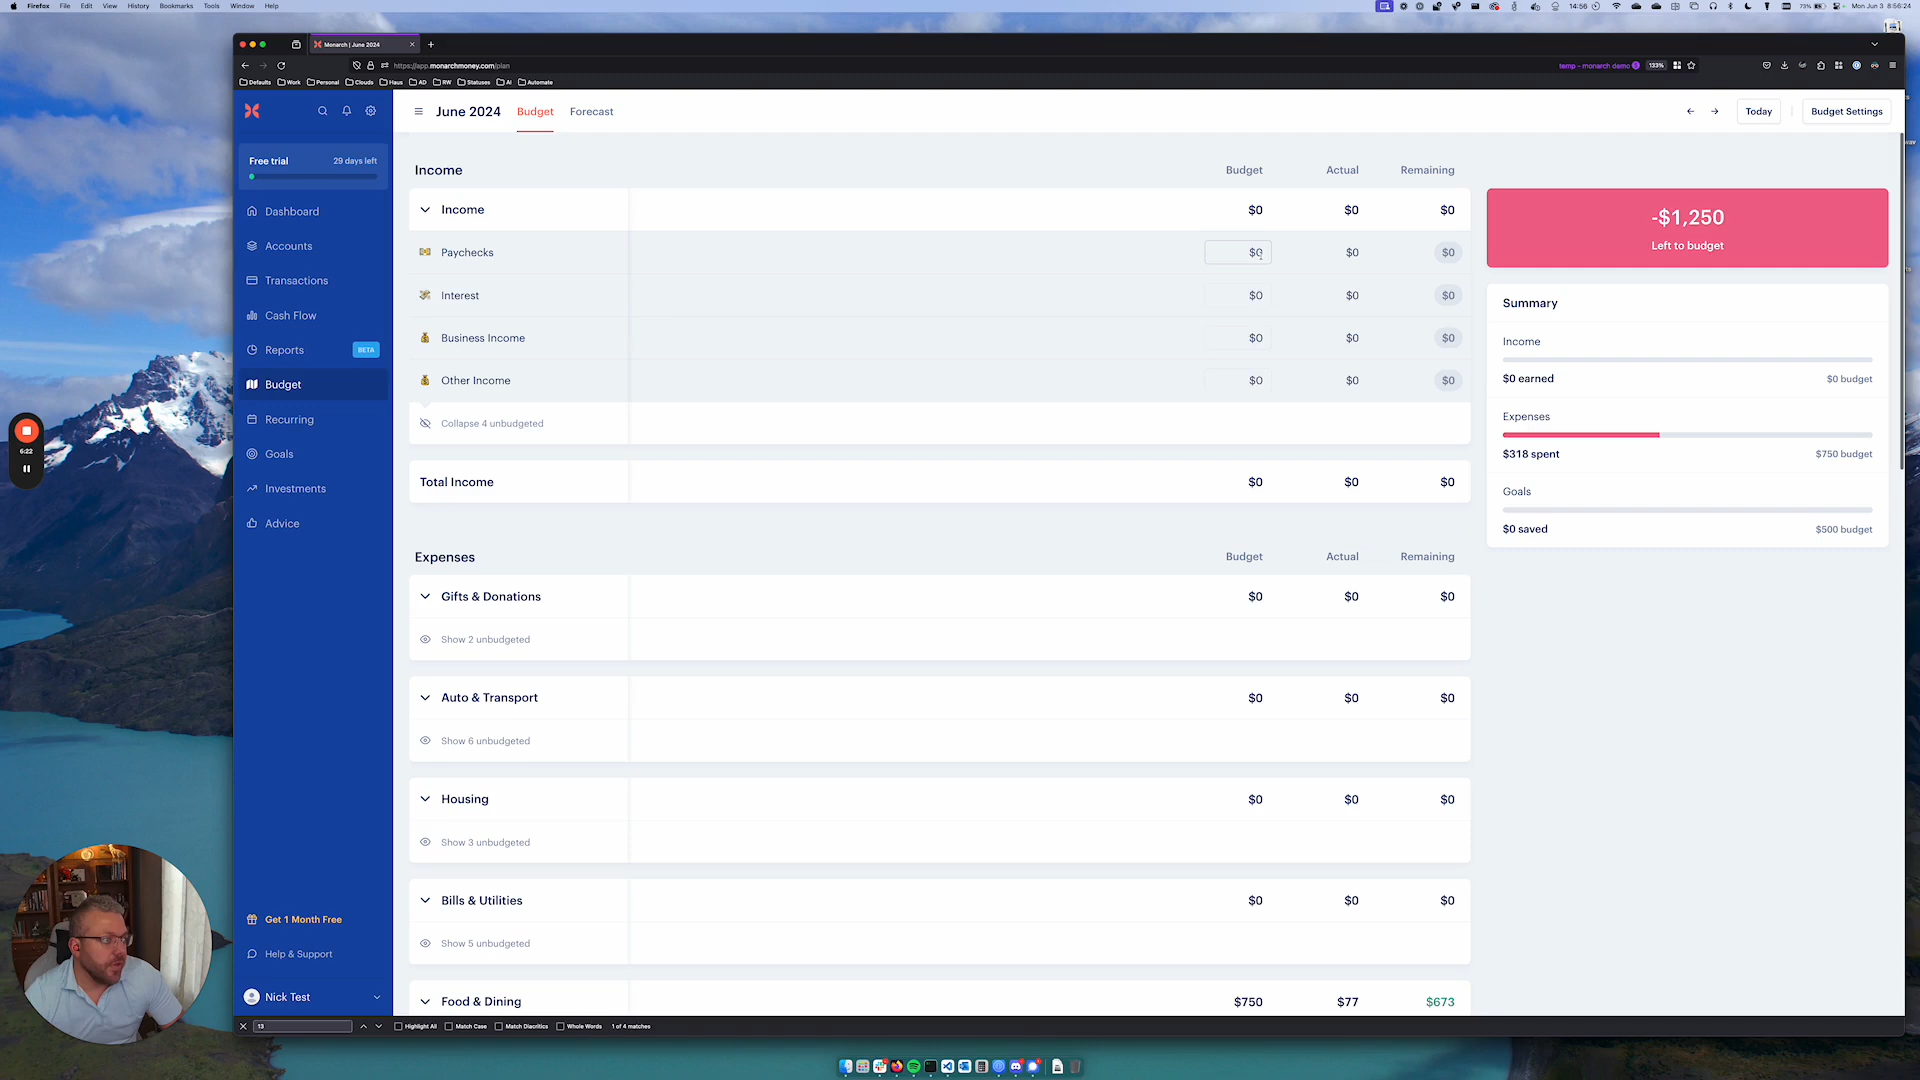 Firefox File Edit View History Bookmarks Tools Window Help
14:56 73% Mon Jun 3 8:56:24
Monarch | June 2024
https://app.monarchmoney.com/plan
temp - monarch demo 133%
Defaults Work Personal Clouds Haus AD RW Statuses AI Automate
June 2024 Budget Forecast
Today Budget Settings
Free trial 29 days left
Dashboard
Accounts
Transactions
Cash Flow
Reports BETA
Budget
Recurring
Goals
Investments
Advice
Get 1 Month Free
Help & Support
Nick Test
Income Budget Actual Remaining
Income $0 $0 $0
Paychecks $0 $0 $0
Interest $0 $0 $0
Business Income $0 $0 $0
Other Income $0 $0 $0
Collapse 4 unbudgeted
Total Income $0 $0 $0
Expenses Budget Actual Remaining
Gifts & Donations $0 $0 $0
Show 2 unbudgeted
Auto & Transport $0 $0 $0
Show 6 unbudgeted
Housing $0 $0 $0
Show 3 unbudgeted
Bills & Utilities $0 $0 $0
Show 5 unbudgeted
Food & Dining $750 $77 $673
-$1,250
Left to budget
Summary
Income
$0 earned $0 budget
Expenses
$318 spent $750 budget
Goals
$0 saved $500 budget
6:22
13 Highlight All Match Case Match Diacritics Whole Words 1 of 4 matches